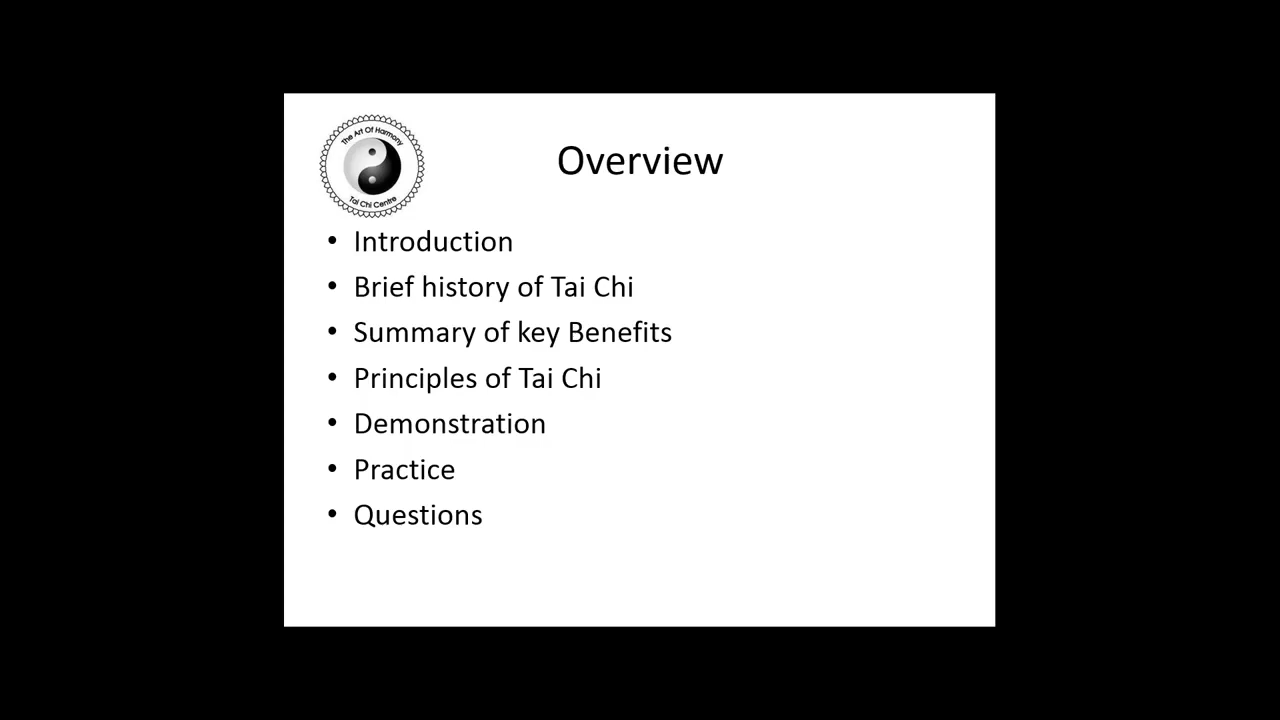 The Art Of Harmony
Tai Chi Centre
Overview
• Introduction
• Brief history of Tai Chi
• Summary of key Benefits
• Principles of Tai Chi
• Demonstration
• Practice
• Questions